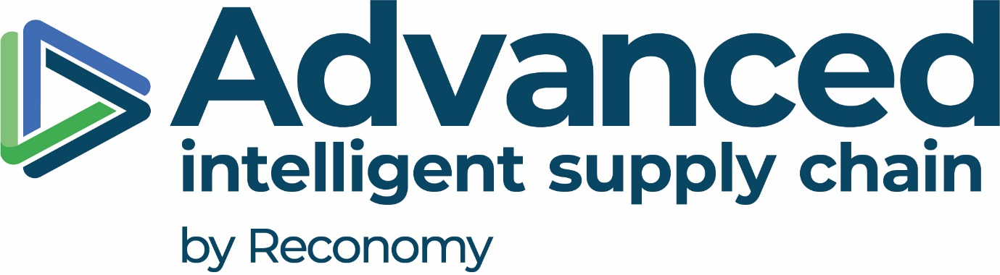 Advanced
intelligent supply chain
by Reconomy